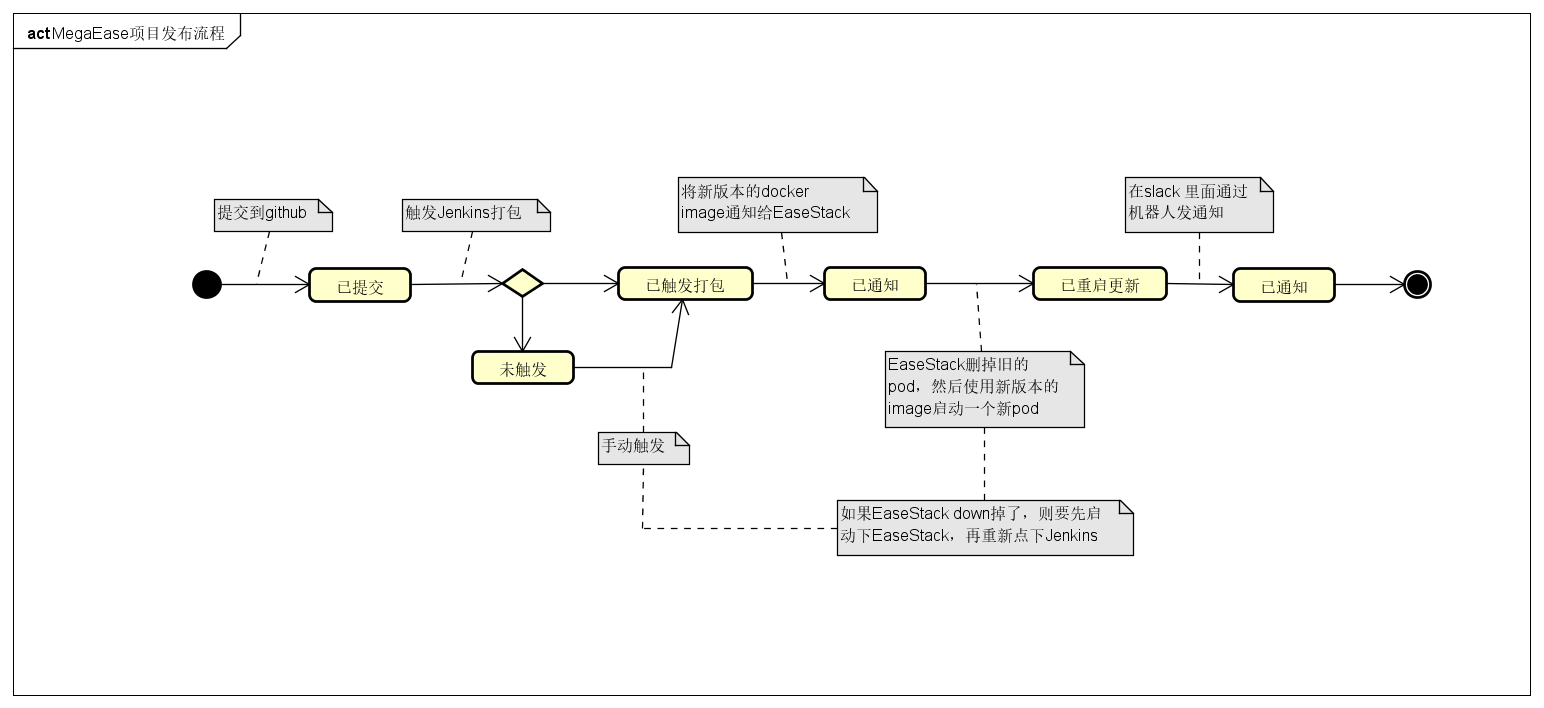 actMegaEase项目发布流程
提交到github
触发Jenkins打包
将新版本的docker
image通知给EaseStack
在slack 里面通过
机器人发通知
已提交
已触发打包
已通知
已重启更新
已通知
未触发
EaseStack删掉旧的
pod，然后使用新版本的
image启动一个新pod
手动触发
如果EaseStack down掉了，则要先启
动下EaseStack，再重新点下Jenkins